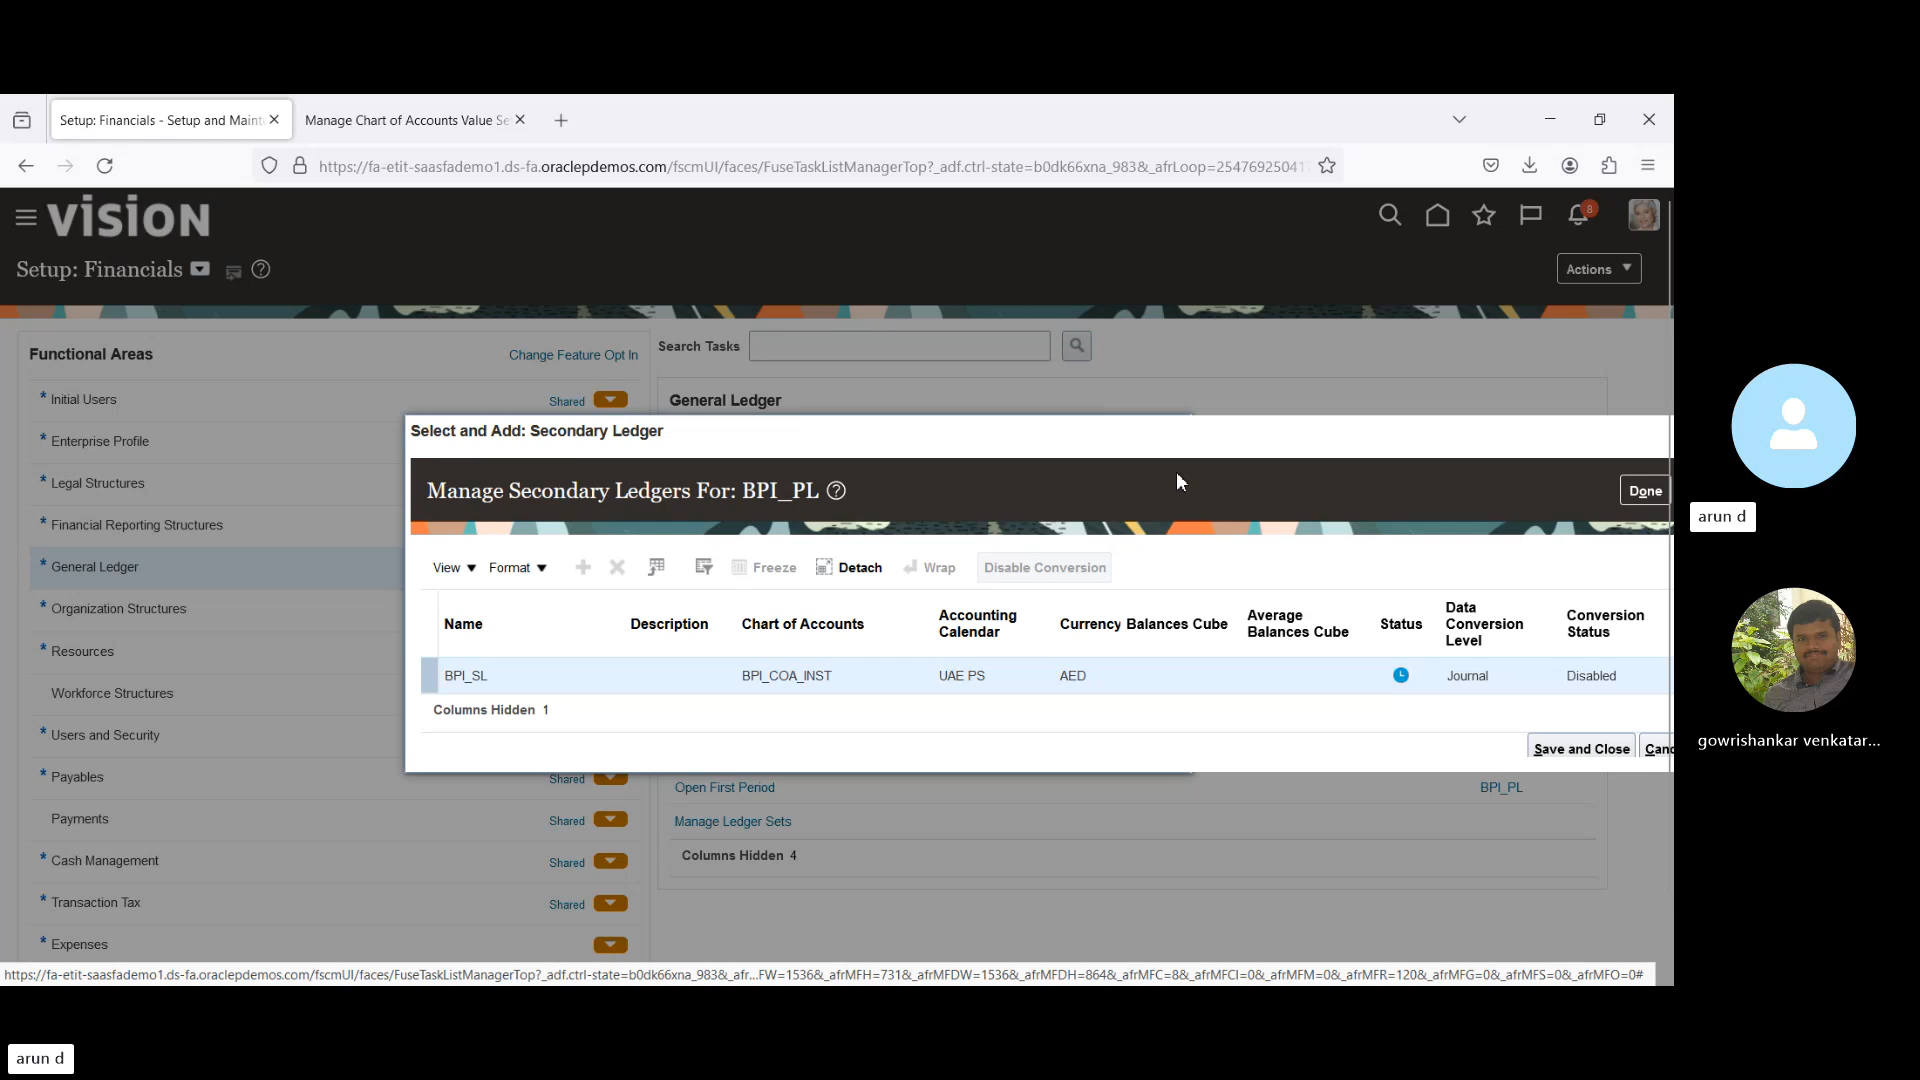 Setup: Financials - Setup and Maint
Manage Chart of Accounts Value Se
https://fa-etit-saasfademo1.ds-fa.oraclepdemos.com/fscmUI/faces/FuseTaskListManagerTop?_adf.ctrl-state=b0dk66xna_983&_afrLoop=2547692504
VISION
8
Setup: Financials
Actions
Functional Areas
Change Feature Opt In
Search Tasks
* Initial Users
Shared
General Ledger
* Enterprise Profile
Select and Add: Secondary Ledger
* Legal Structures
Manage Secondary Ledgers For: BPI_PL
Done
* Financial Reporting Structures
* General Ledger
View Format Freeze Detach Wrap Disable Conversion
* Organization Structures
Name Description Chart of Accounts Accounting Calendar Currency Balances Cube Average Balances Cube Status Data Conversion Level Conversion Status
* Resources
BPI_SL BPI_COA_INST UAE PS AED Journal Disabled
Workforce Structures
Columns Hidden 1
* Users and Security
Save and Close
Canc
* Payables
Shared
Open First Period
BPI_PL
Payments
Shared
Manage Ledger Sets
* Cash Management
Shared
Columns Hidden 4
* Transaction Tax
Shared
* Expenses
https://fa-etit-saasfademo1.ds-fa.oraclepdemos.com/fscmUI/faces/FuseTaskListManagerTop?_adf.ctrl-state=b0dk66xna_983&_afr...FW=1536&_afrMFH=731&_afrMFDW=1536&_afrMFDH=864&_afrMFC=8&_afrMFCI=0&_afrMFM=0&_afrMFR=120&_afrMFG=0&_afrMFS=0&_afrMFO=0#
arun d
gowrishankar venkatar...
arun d